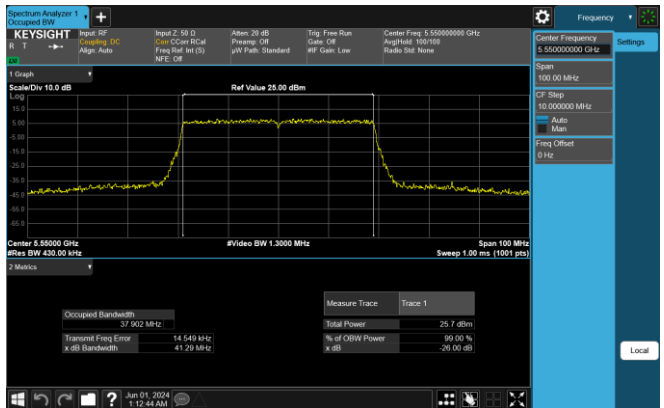 Spectrum Analyzer 1
Occupied BW
+
Frequency
KEYSIGHT
R T
Input: RF
Coupling: DC
Align: Auto
Input Z: 50 Ω
Corr CCorr RCal
Freq Ref: Int (S)
NFE: Off
Atten: 20 dB
Preamp: Off
µW Path: Standard
Trig: Free Run
Gate: Off
#IF Gain: Low
Center Freq: 5.550000000 GHz
Avg|Hold: 100/100
Radio Std: None
Center Frequency
5.550000000 GHz
Settings
Span
100.00 MHz
CF Step
10.000000 MHz
Auto
Man
Freq Offset
0 Hz
Local
1 Graph
Scale/Div 10.0 dB
Ref Value 25.00 dBm
Log
15.0
5.00
-5.00
-15.0
-25.0
-35.0
-45.0
-55.0
-65.0
Center 5.55000 GHz
#Res BW 430.00 kHz
#Video BW 1.3000 MHz
Span 100 MHz
Sweep 1.00 ms (1001 pts)
2 Metrics
Occupied Bandwidth
37.902 MHz
Transmit Freq Error 14.549 kHz
x dB Bandwidth 41.29 MHz
Measure Trace Trace 1
Total Power 25.7 dBm
% of OBW Power 99.00 %
x dB -26.00 dB
?
Jun 01, 2024
1:12:44 AM